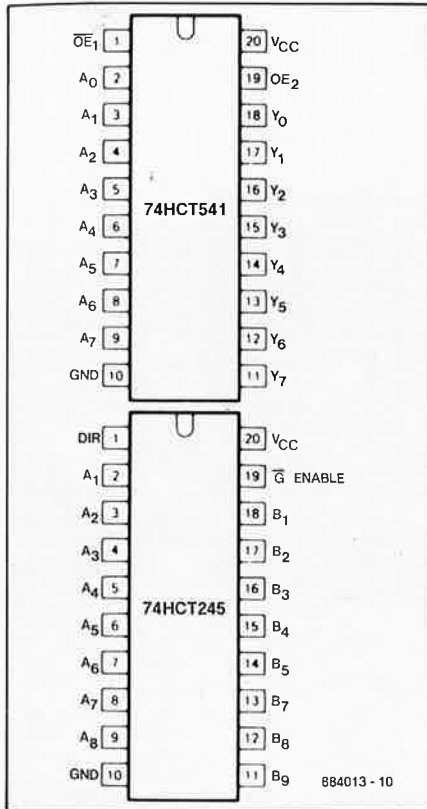 OE1 1 20 VCC
A0 2 19 OE2
A1 3 18 Y0
A2 4 17 Y1
A3 5 16 Y2
74HCT541
A4 6 15 Y3
A5 7 14 Y4
A6 8 13 Y5
A7 9 12 Y6
GND 10 11 Y7
DIR 1 20 VCC
A1 2 19 G ENABLE
A2 3 18 B1
A3 4 17 B2
A4 5 16 B3
74HCT245
A5 6 15 B4
A6 7 14 B5
A7 8 13 B7
A8 9 12 B8
GND 10 11 B9
884013 - 10